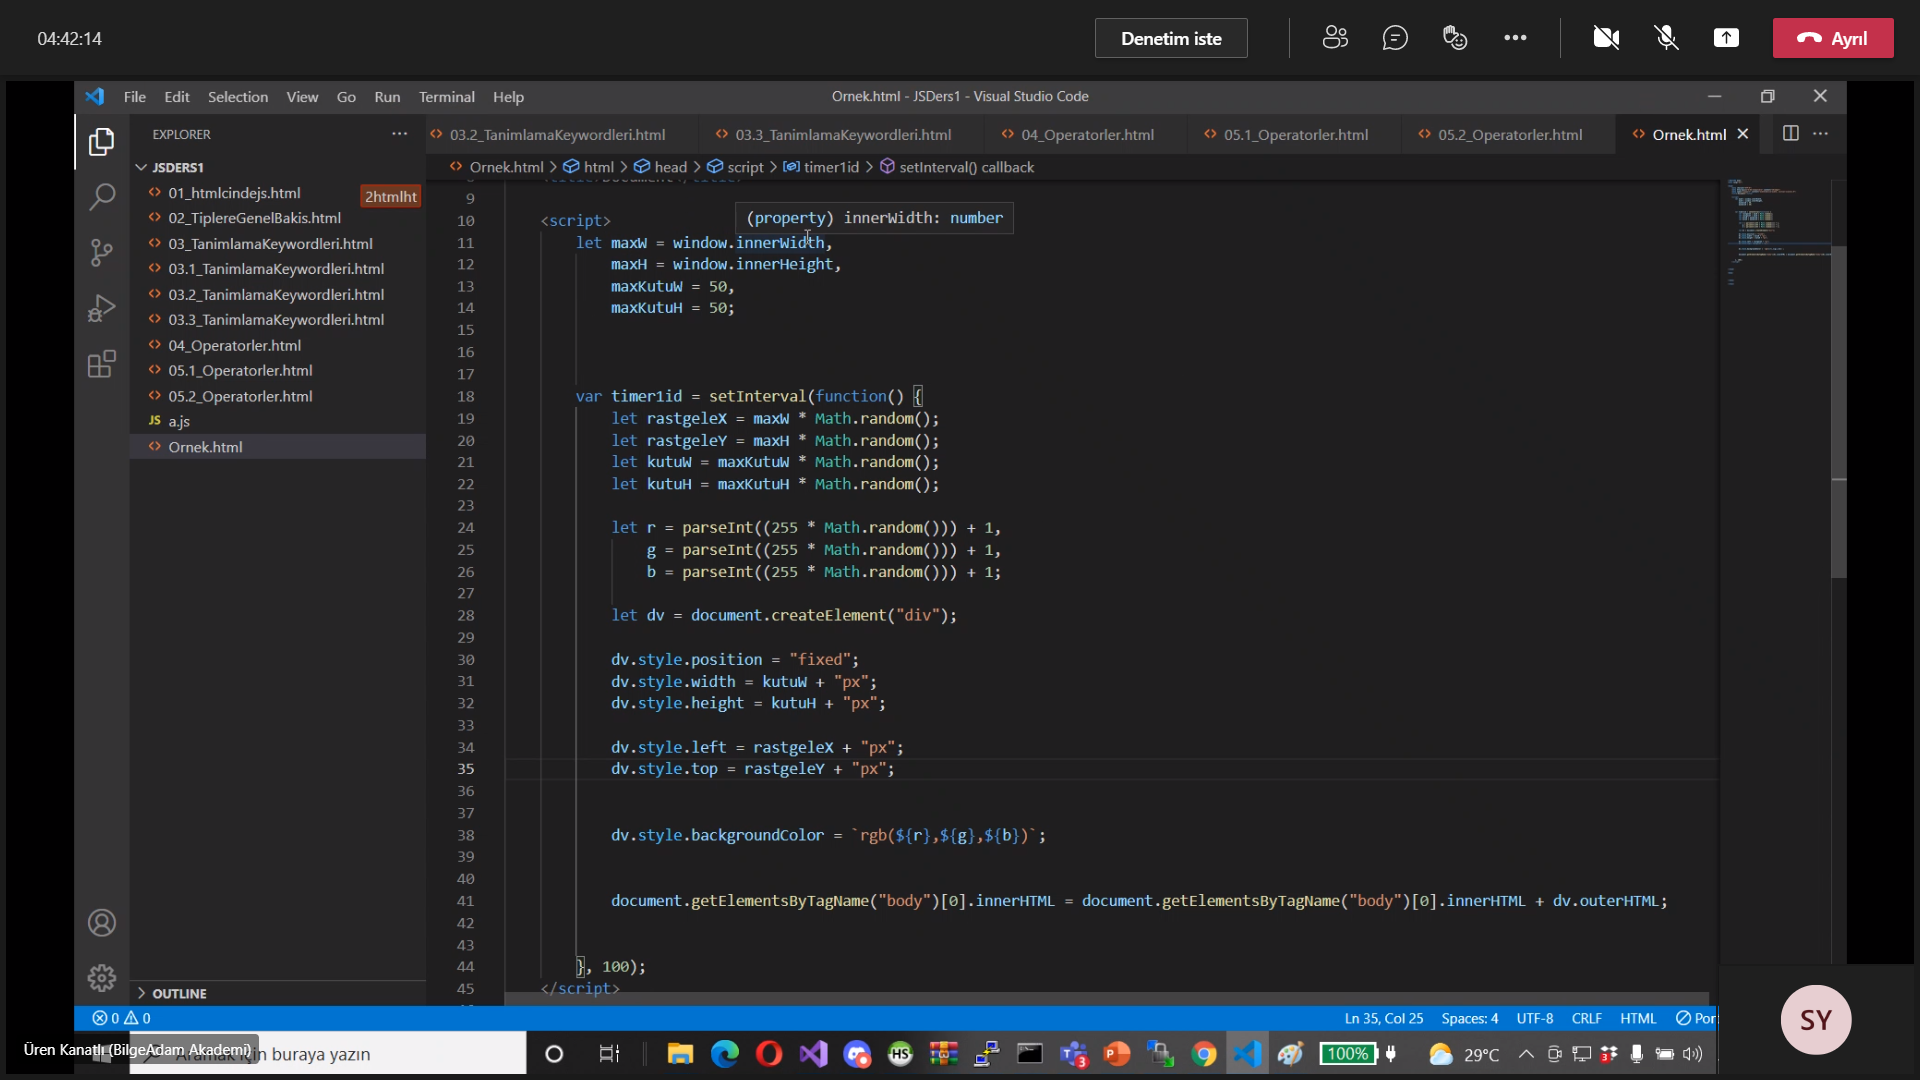 04:42:14
Denetim iste
Ayrıl
File Edit Selection View Go Run Terminal Help
Ornek.html - JSDers1 - Visual Studio Code
EXPLORER
03.2_TanimlamaKeywordleri.html 03.3_TanimlamaKeywordleri.html 04_Operatorler.html 05.1_Operatorler.html 05.2_Operatorler.html Ornek.html
Ornek.html > html > head > script > timer1id > setInterval() callback
JSDERS1
01_htmlcindejs.html
2htmlht
02_TiplereGenelBakis.html
03_TanimlamaKeywordleri.html
03.1_TanimlamaKeywordleri.html
03.2_TanimlamaKeywordleri.html
03.3_TanimlamaKeywordleri.html
04_Operatorler.html
05.1_Operatorler.html
05.2_Operatorler.html
JS a.js
Ornek.html
OUTLINE
(property) innerWidth: number
9
10 <script>
11 let maxW = window.innerWidth,
12 maxH = window.innerHeight,
13 maxKutuW = 50,
14 maxKutuH = 50;
15
16
17
18 var timer1id = setInterval(function() {
19 let rastgeleX = maxW * Math.random();
20 let rastgeleY = maxH * Math.random();
21 let kutuW = maxKutuW * Math.random();
22 let kutuH = maxKutuH * Math.random();
23
24 let r = parseInt((255 * Math.random())) + 1,
25 g = parseInt((255 * Math.random())) + 1,
26 b = parseInt((255 * Math.random())) + 1;
27
28 let dv = document.createElement("div");
29
30 dv.style.position = "fixed";
31 dv.style.width = kutuW + "px";
32 dv.style.height = kutuH + "px";
33
34 dv.style.left = rastgeleX + "px";
35 dv.style.top = rastgeleY + "px";
36
37
38 dv.style.backgroundColor = `rgb(${r},${g},${b})`;
39
40
41 document.getElementsByTagName("body")[0].innerHTML = document.getElementsByTagName("body")[0].innerHTML + dv.outerHTML;
42
43
44 }, 100);
45 </script>
0 0
Ln 35, Col 25 Spaces: 4 UTF-8 CRLF HTML Por
SY
Üren Kanatlı (BilgeAdam Akademi)
için buraya yazın
HS
3
100%
29°C
3